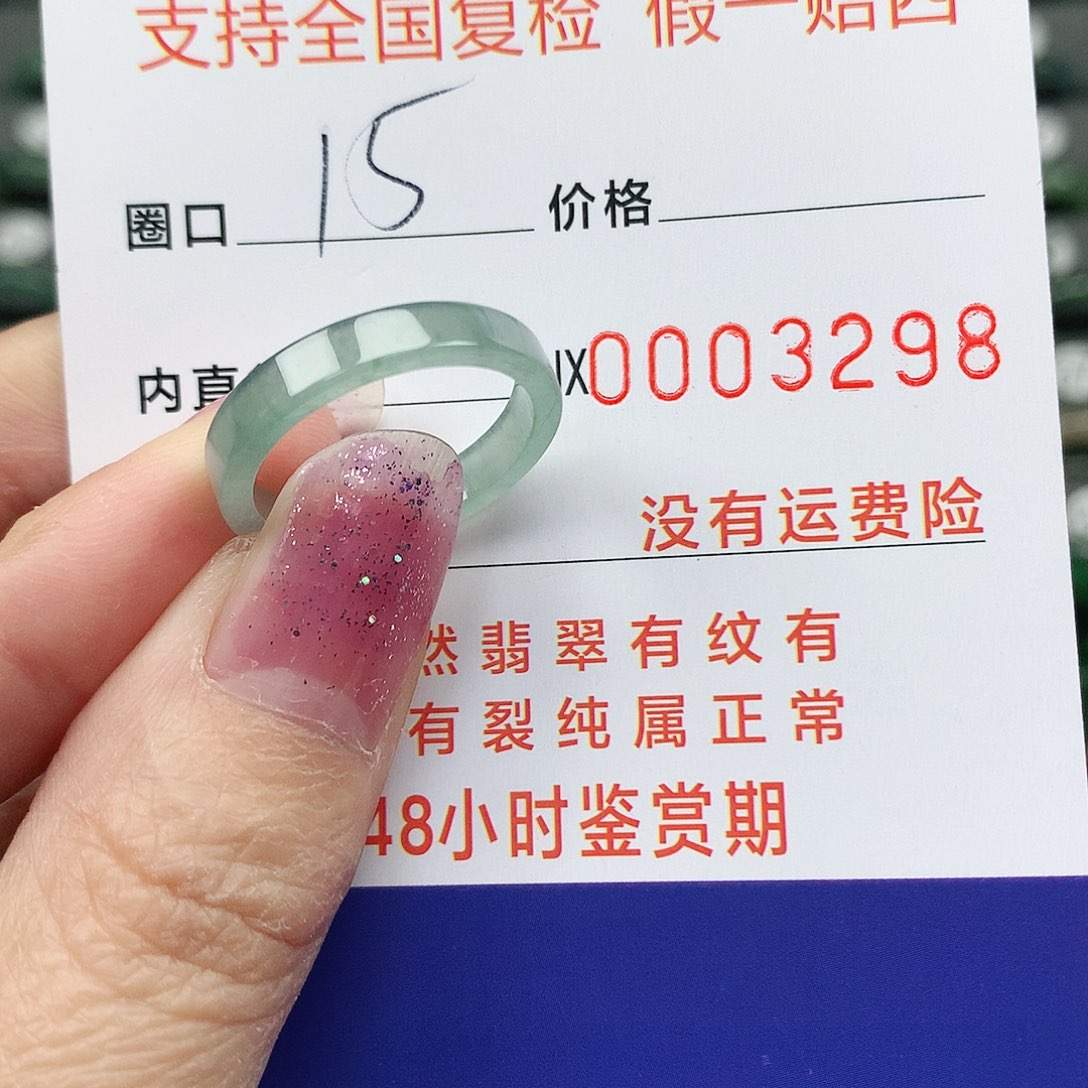 支持全国复检 假一赔四
圈口 15 价格
内直 IX0003298
没有运费险
然翡翠有纹有
有裂纯属正常
48小时鉴赏期